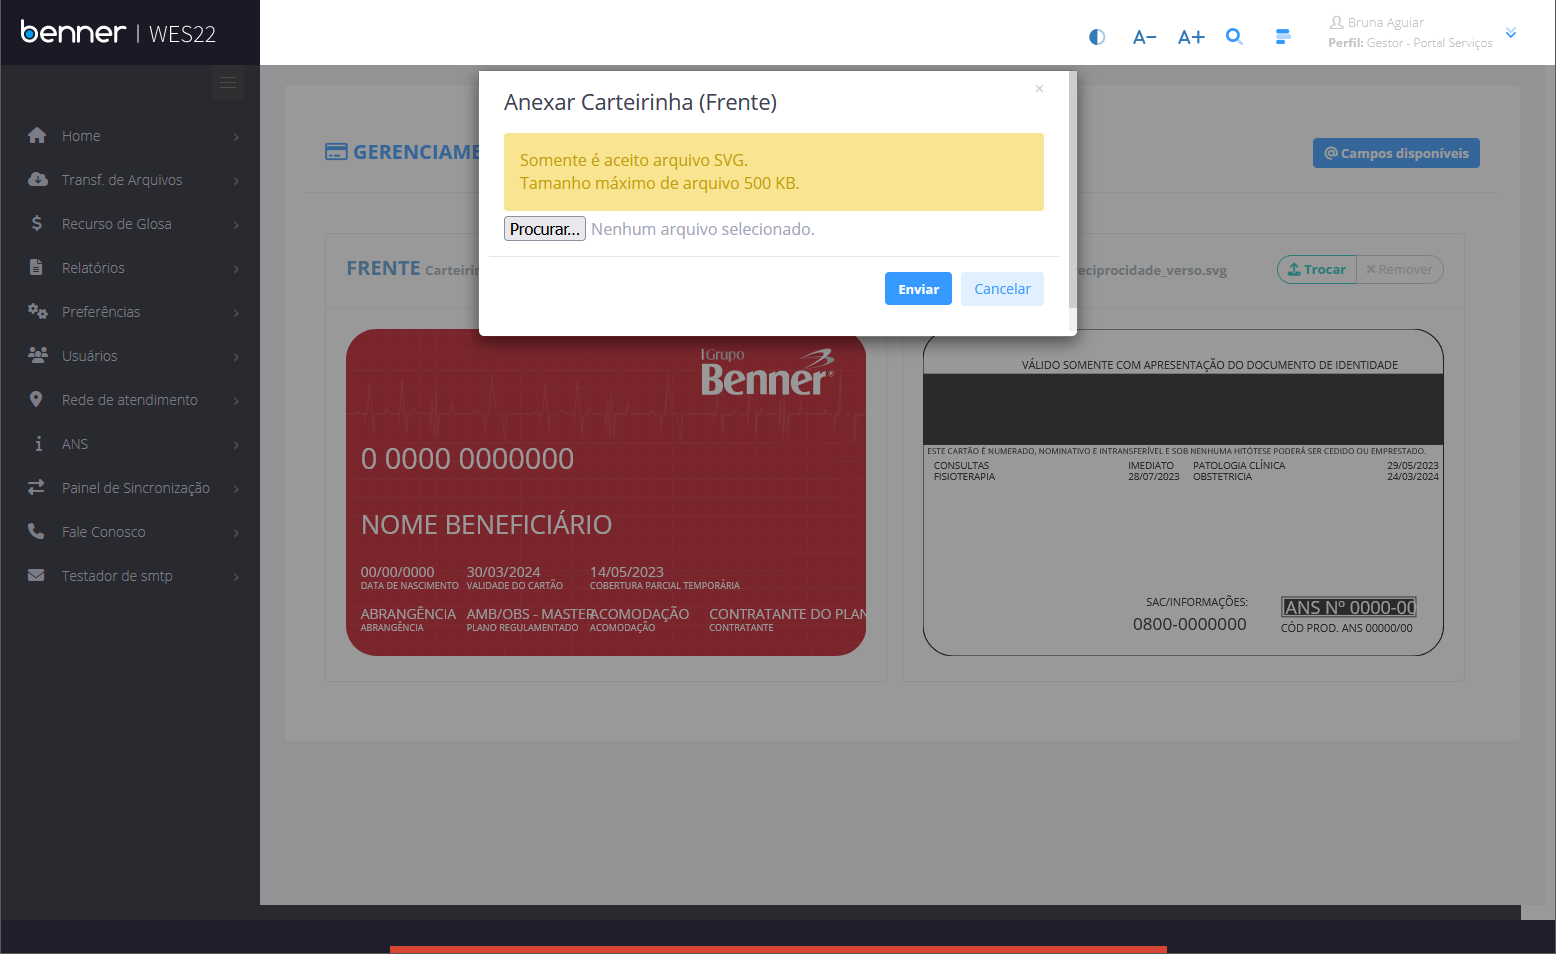 benner | WES22
A− A+
Bruna Aguiar
Perfil: Gestor - Portal Serviços
Home
Transf. de Arquivos
Recurso de Glosa
Relatórios
Preferências
Usuários
Rede de atendimento
ANS
Painel de Sincronização
Fale Conosco
Testador de smtp
Anexar Carteirinha (Frente)
×
Somente é aceito arquivo SVG.
Tamanho máximo de arquivo 500 KB.
Procurar... Nenhum arquivo selecionado.
Enviar Cancelar
GERENCIAME
Campos disponíveis
FRENTE Carteirin
reciprocidade_verso.svg
Trocar Remover
Grupo
Benner
0 0000 0000000
NOME BENEFICIÁRIO
00/00/0000 30/03/2024 14/05/2023
DATA DE NASCIMENTO VALIDADE DO CARTÃO COBERTURA PARCIAL TEMPORÁRIA
ABRANGÊNCIA AMB/OBS - MASTER ACOMODAÇÃO CONTRATANTE DO PLAN
ABRANGÊNCIA PLANO REGULAMENTADO ACOMODAÇÃO CONTRATANTE
VÁLIDO SOMENTE COM APRESENTAÇÃO DO DOCUMENTO DE IDENTIDADE
ESTE CARTÃO É NUMERADO, NOMINATIVO E INTRANSFERÍVEL E SOB NENHUMA HITÓTESE PODERÁ SER CEDIDO OU EMPRESTADO.
CONSULTAS IMEDIATO PATOLOGIA CLÍNICA 29/05/2023
FISIOTERAPIA 28/07/2023 OBSTETRICIA 24/03/2024
SAC/INFORMAÇÕES:
0800-0000000
ANS Nº 0000-00
CÓD PROD. ANS 00000/00